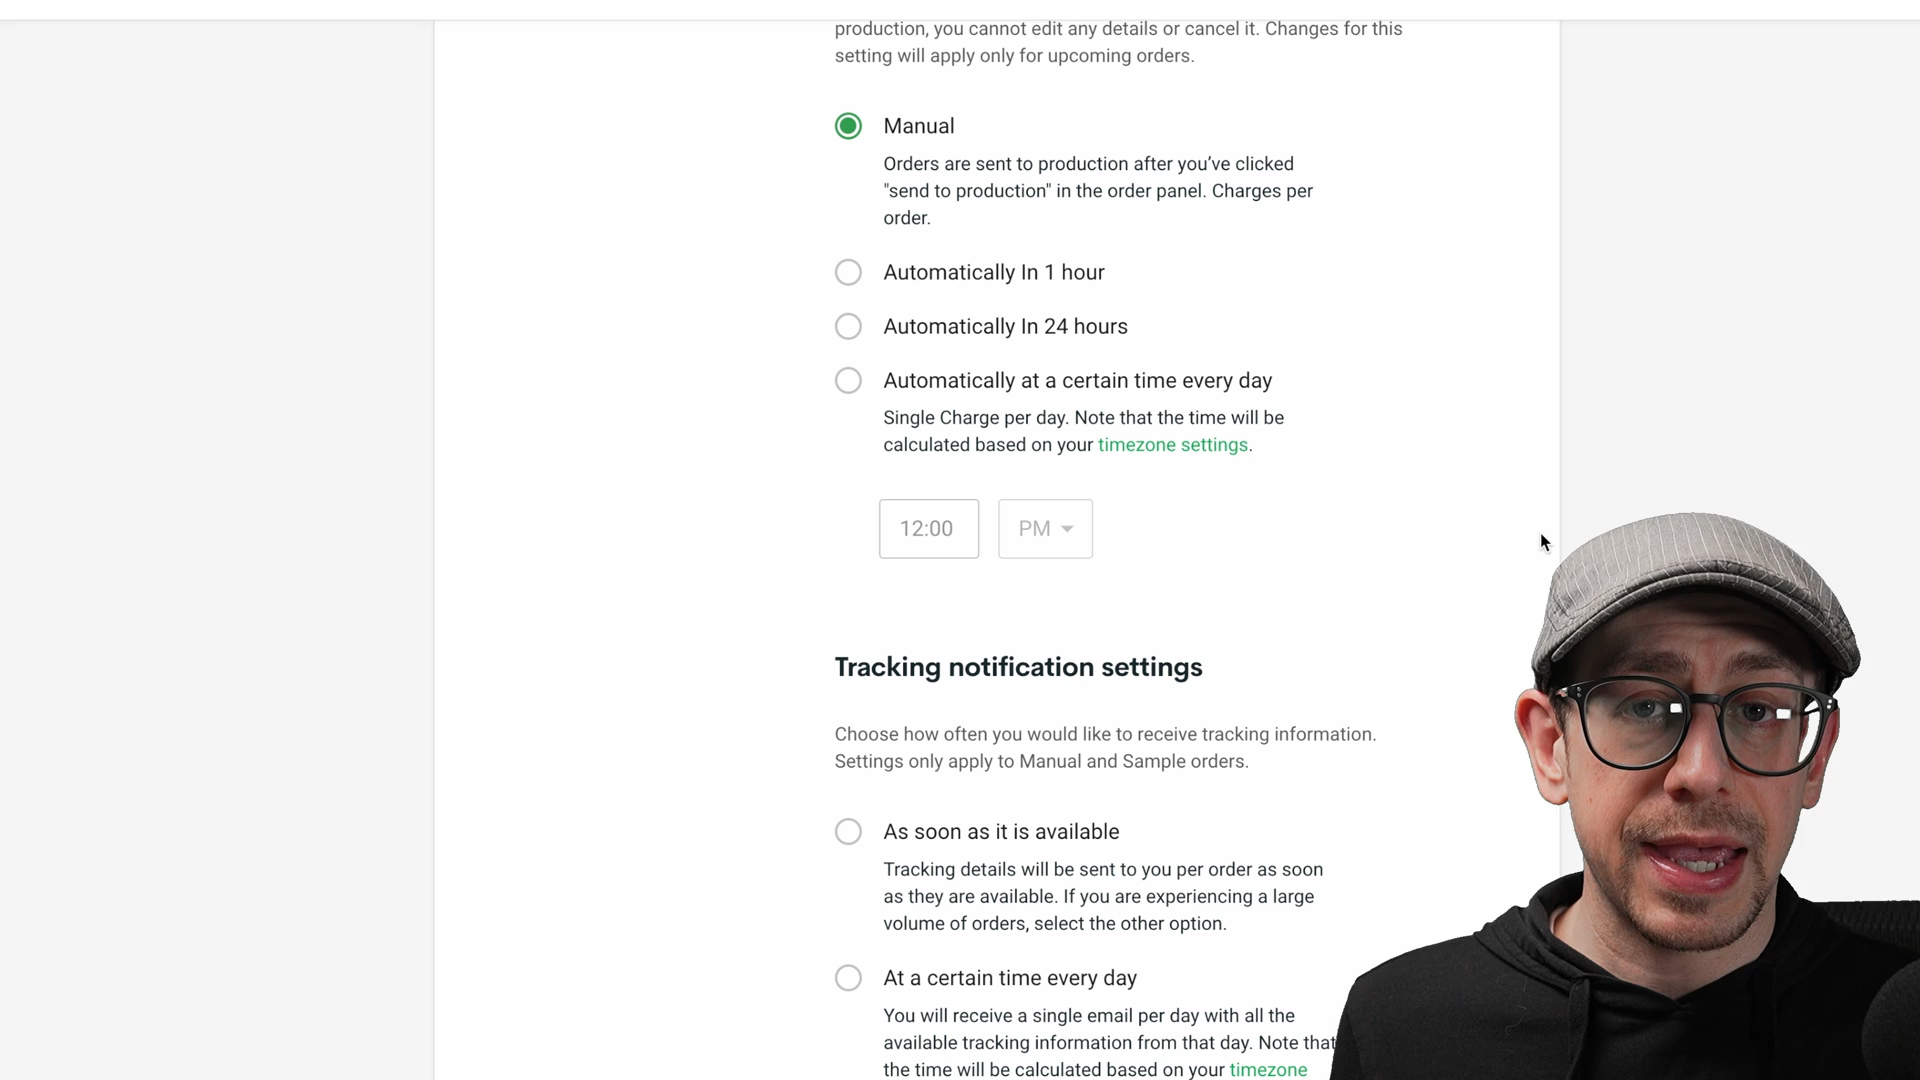 production, you cannot edit any details or cancel it. Changes for this
setting will apply only for upcoming orders.
Manual
Orders are sent to production after you’ve clicked
"send to production" in the order panel. Charges per
order.
Automatically In 1 hour
Automatically In 24 hours
Automatically at a certain time every day
Single Charge per day. Note that the time will be
calculated based on your timezone settings.
12:00 PM
Tracking notification settings
Choose how often you would like to receive tracking information.
Settings only apply to Manual and Sample orders.
As soon as it is available
Tracking details will be sent to you per order as soon
as they are available. If you are experiencing a large
volume of orders, select the other option.
At a certain time every day
You will receive a single email per day with all the
available tracking information from that day. Note that
the time will be calculated based on your timezone